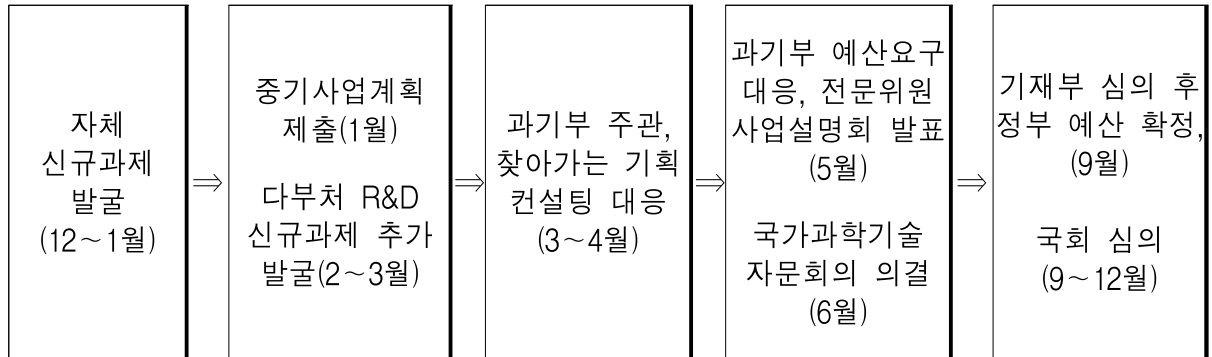 자체
신규과제
발굴
(12~1월)
⇒
중기사업계획
제출(1월)
다부처 R&D
신규과제 추가
발굴(2~3월)
⇒
과기부 주관,
찾아가는 기획
컨설팅 대응
(3~4월)
⇒
과기부 예산요구
대응, 전문위원
사업설명회 발표
(5월)
국가과학기술
자문회의 의결
(6월)
⇒
기재부 심의 후
정부 예산 확정,
(9월)
국회 심의
(9~12월)